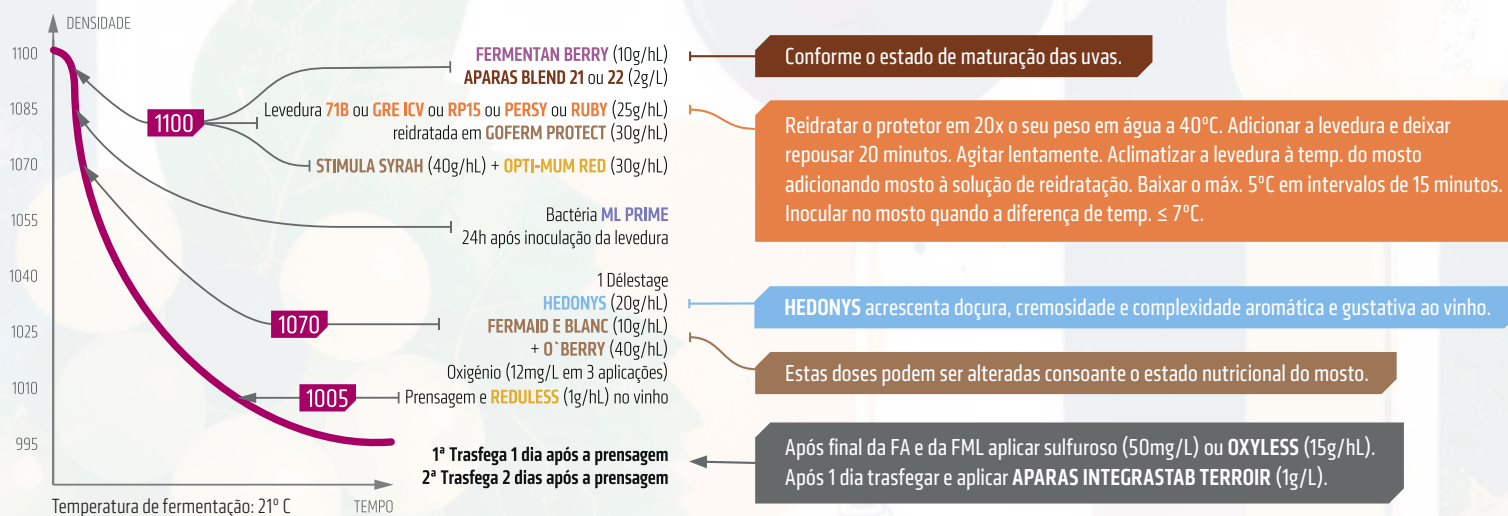 DENSIDADE
1100
1085
1070
1055
1040
1025
1010
995
TEMPO
Temperatura de fermentação: 21º C
1100
FERMENTAN BERRY (10g/hL)
APARAS BLEND 21 ou 22 (2g/L)
Levedura 71B ou GRE ICV ou RP15 ou PERSY ou RUBY (25g/hL)
reidratada em GOFERM PROTECT (30g/hL)
STIMULA SYRAH (40g/hL) + OPTI-MUM RED (30g/hL)
Bactéria ML PRIME
24h após inoculação da levedura
1070
1 Délestage
HEDONYS (20g/hL)
FERMAID E BLANC (10g/hL)
+ O`BERRY (40g/hL)
Oxigénio (12mg/L em 3 aplicações)
1005
Prensagem e REDULESS (1g/hL) no vinho
1ª Trasfega 1 dia após a prensagem
2ª Trasfega 2 dias após a prensagem
Conforme o estado de maturação das uvas.
Reidratar o protetor em 20x o seu peso em água a 40ºC. Adicionar a levedura e deixar
repousar 20 minutos. Agitar lentamente. Aclimatizar a levedura à temp. do mosto
adicionando mosto à solução de reidratação. Baixar o máx. 5ºC em intervalos de 15 minutos.
Inocular no mosto quando a diferença de temp. ≤ 7ºC.
HEDONYS acrescenta doçura, cremosidade e complexidade aromática e gustativa ao vinho.
Estas doses podem ser alteradas consoante o estado nutricional do mosto.
Após final da FA e da FML aplicar sulfuroso (50mg/L) ou OXYLESS (15g/hL).
Após 1 dia trasfegar e aplicar APARAS INTEGRASTAB TERROIR (1g/L).